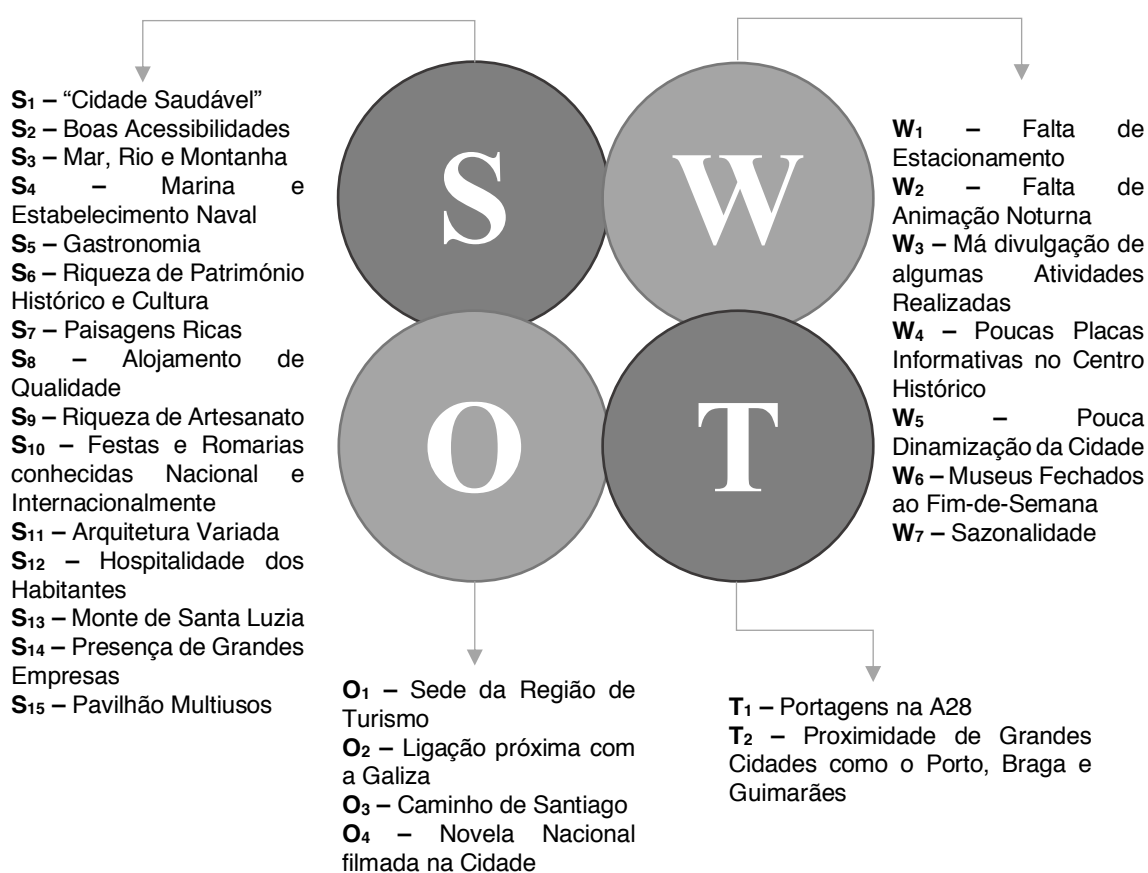 S
W
O
T
S1 – “Cidade Saudável”
S2 – Boas Acessibilidades
S3 – Mar, Rio e Montanha
S4 – Marina e
Estabelecimento Naval
S5 – Gastronomia
S6 – Riqueza de Património
Histórico e Cultura
S7 – Paisagens Ricas
S8 – Alojamento de
Qualidade
S9 – Riqueza de Artesanato
S10 – Festas e Romarias
conhecidas Nacional e
Internacionalmente
S11 – Arquitetura Variada
S12 – Hospitalidade dos
Habitantes
S13 – Monte de Santa Luzia
S14 – Presença de Grandes
Empresas
S15 – Pavilhão Multiusos
W1 – Falta de
Estacionamento
W2 – Falta de
Animação Noturna
W3 – Má divulgação de
algumas Atividades
Realizadas
W4 – Poucas Placas
Informativas no Centro
Histórico
W5 – Pouca
Dinamização da Cidade
W6 – Museus Fechados
ao Fim-de-Semana
W7 – Sazonalidade
O1 – Sede da Região de
Turismo
O2 – Ligação próxima com
a Galiza
O3 – Caminho de Santiago
O4 – Novela Nacional
filmada na Cidade
T1 – Portagens na A28
T2 – Proximidade de Grandes
Cidades como o Porto, Braga e
Guimarães